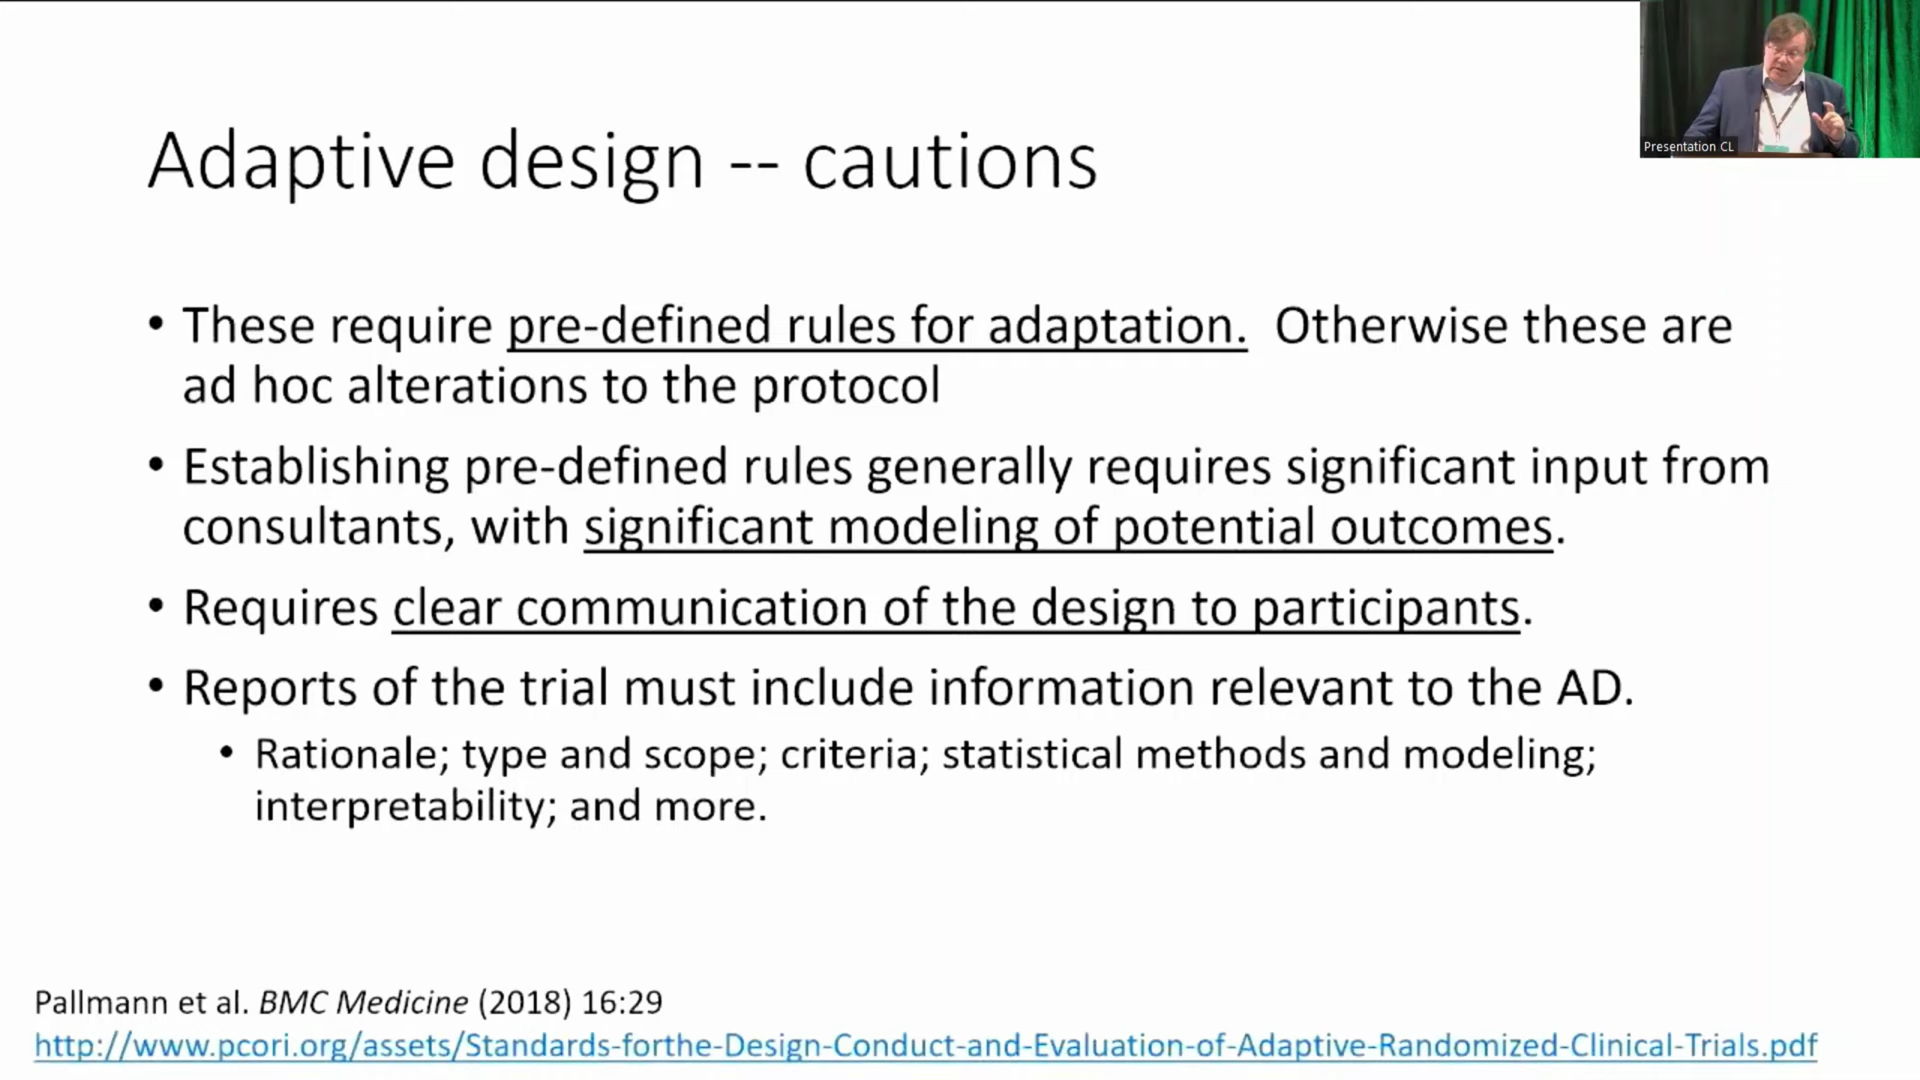 Presentation CL
Adaptive design -- cautions
• These require pre-defined rules for adaptation. Otherwise these are
ad hoc alterations to the protocol
• Establishing pre-defined rules generally requires significant input from
consultants, with significant modeling of potential outcomes.
• Requires clear communication of the design to participants.
• Reports of the trial must include information relevant to the AD.
• Rationale; type and scope; criteria; statistical methods and modeling;
interpretability; and more.
Pallmann et al. BMC Medicine (2018) 16:29
http://www.pcori.org/assets/Standards-forthe-Design-Conduct-and-Evaluation-of-Adaptive-Randomized-Clinical-Trials.pdf